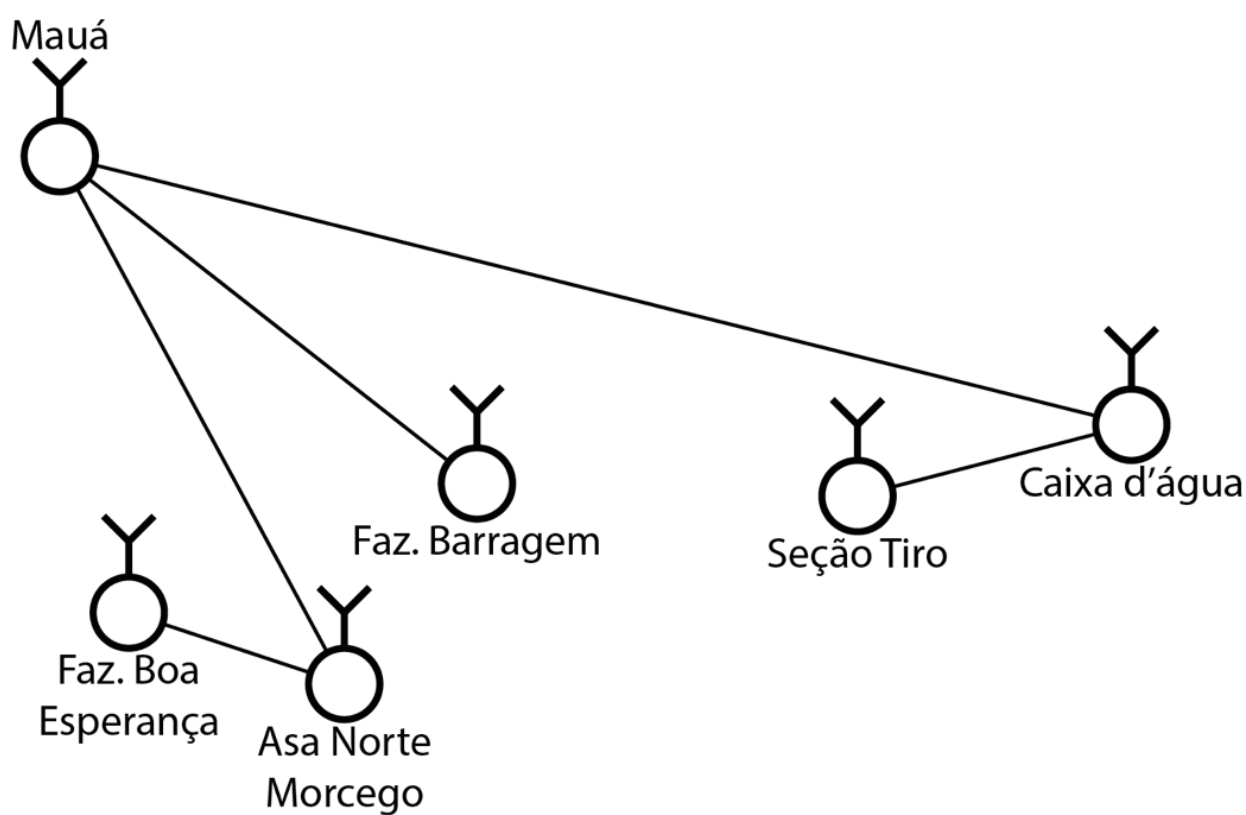 Mauá
Caixa d'água
Faz. Barragem
Seção Tiro
Faz. Boa
Esperança
Asa Norte
Morcego